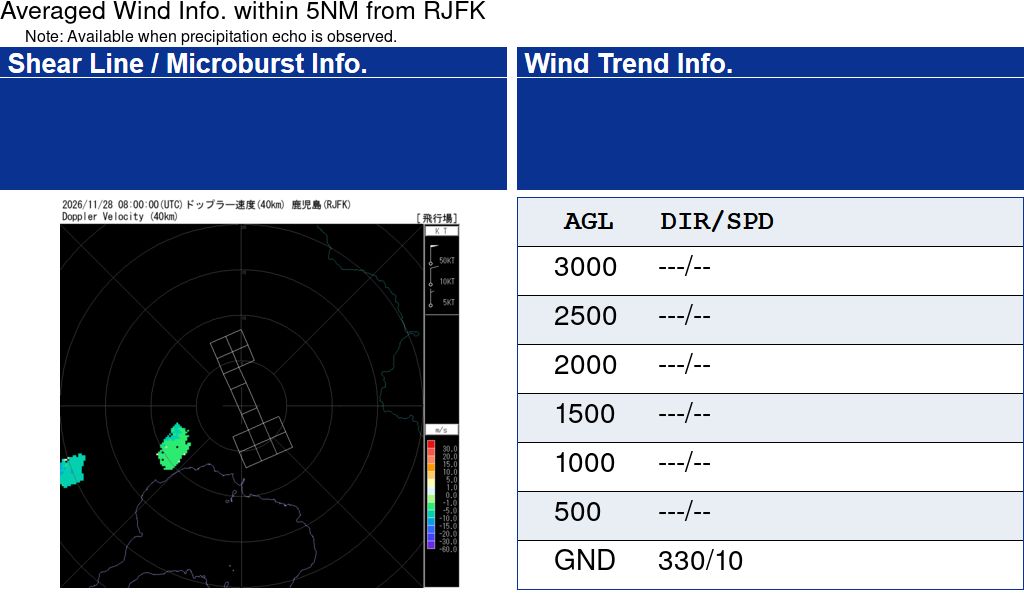 Averaged Wind Info. within 5NM from RJFK
Note: Available when precipitation echo is observed.
Shear Line / Microburst Info.
Wind Trend Info.
2026/11/28 08:00:00(UTC) ドップラー速度(40km) 鹿児島(RJFK)
Doppler Velocity (40km)
[飛行場]
KT
50KT
10KT
5KT
m/s
30.0
20.0
15.0
10.0
5.0
1.0
0.0
-1.0
-5.0
-10.0
-15.0
-20.0
-30.0
-60.0
AGL DIR/SPD
3000 ---/--
2500 ---/--
2000 ---/--
1500 ---/--
1000 ---/--
500 ---/--
GND 330/10